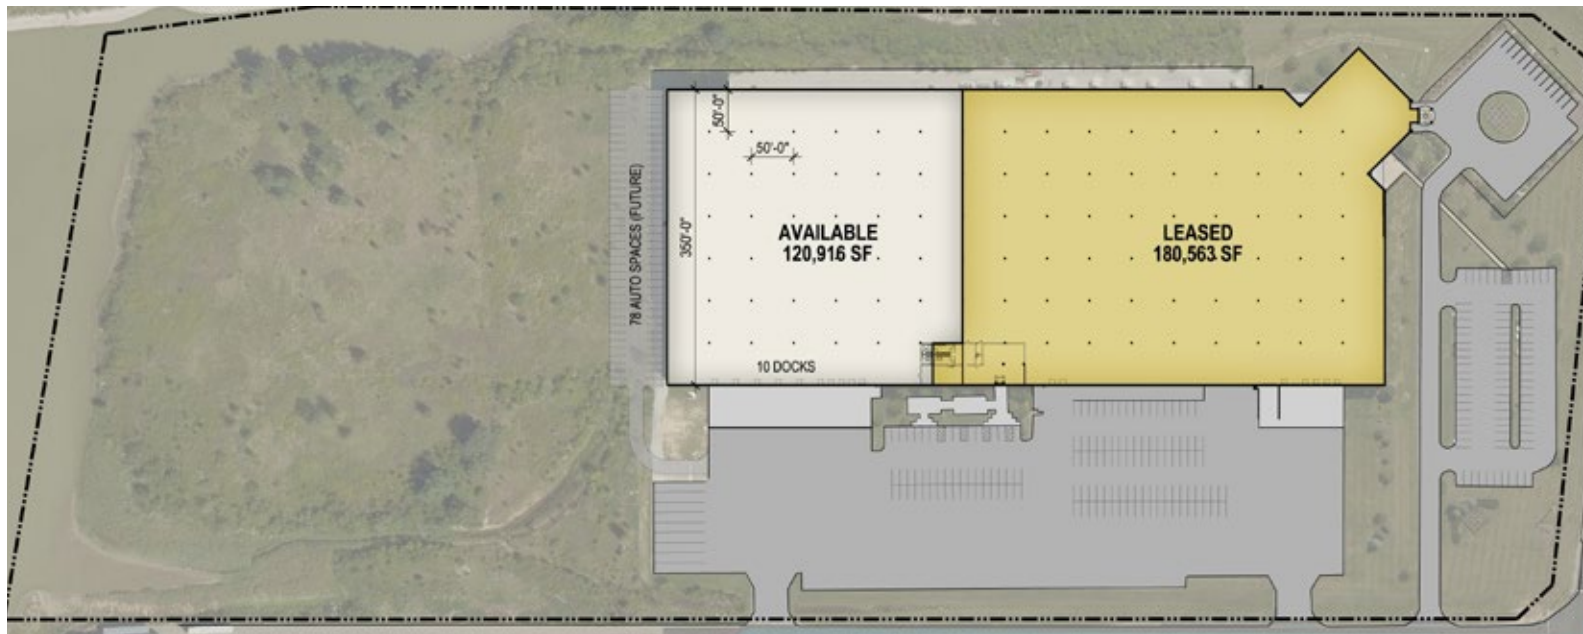 50'-0"
50'-0"
350'-0"
78 AUTO SPACES (FUTURE)
AVAILABLE
120,916 SF
LEASED
180,563 SF
10 DOCKS